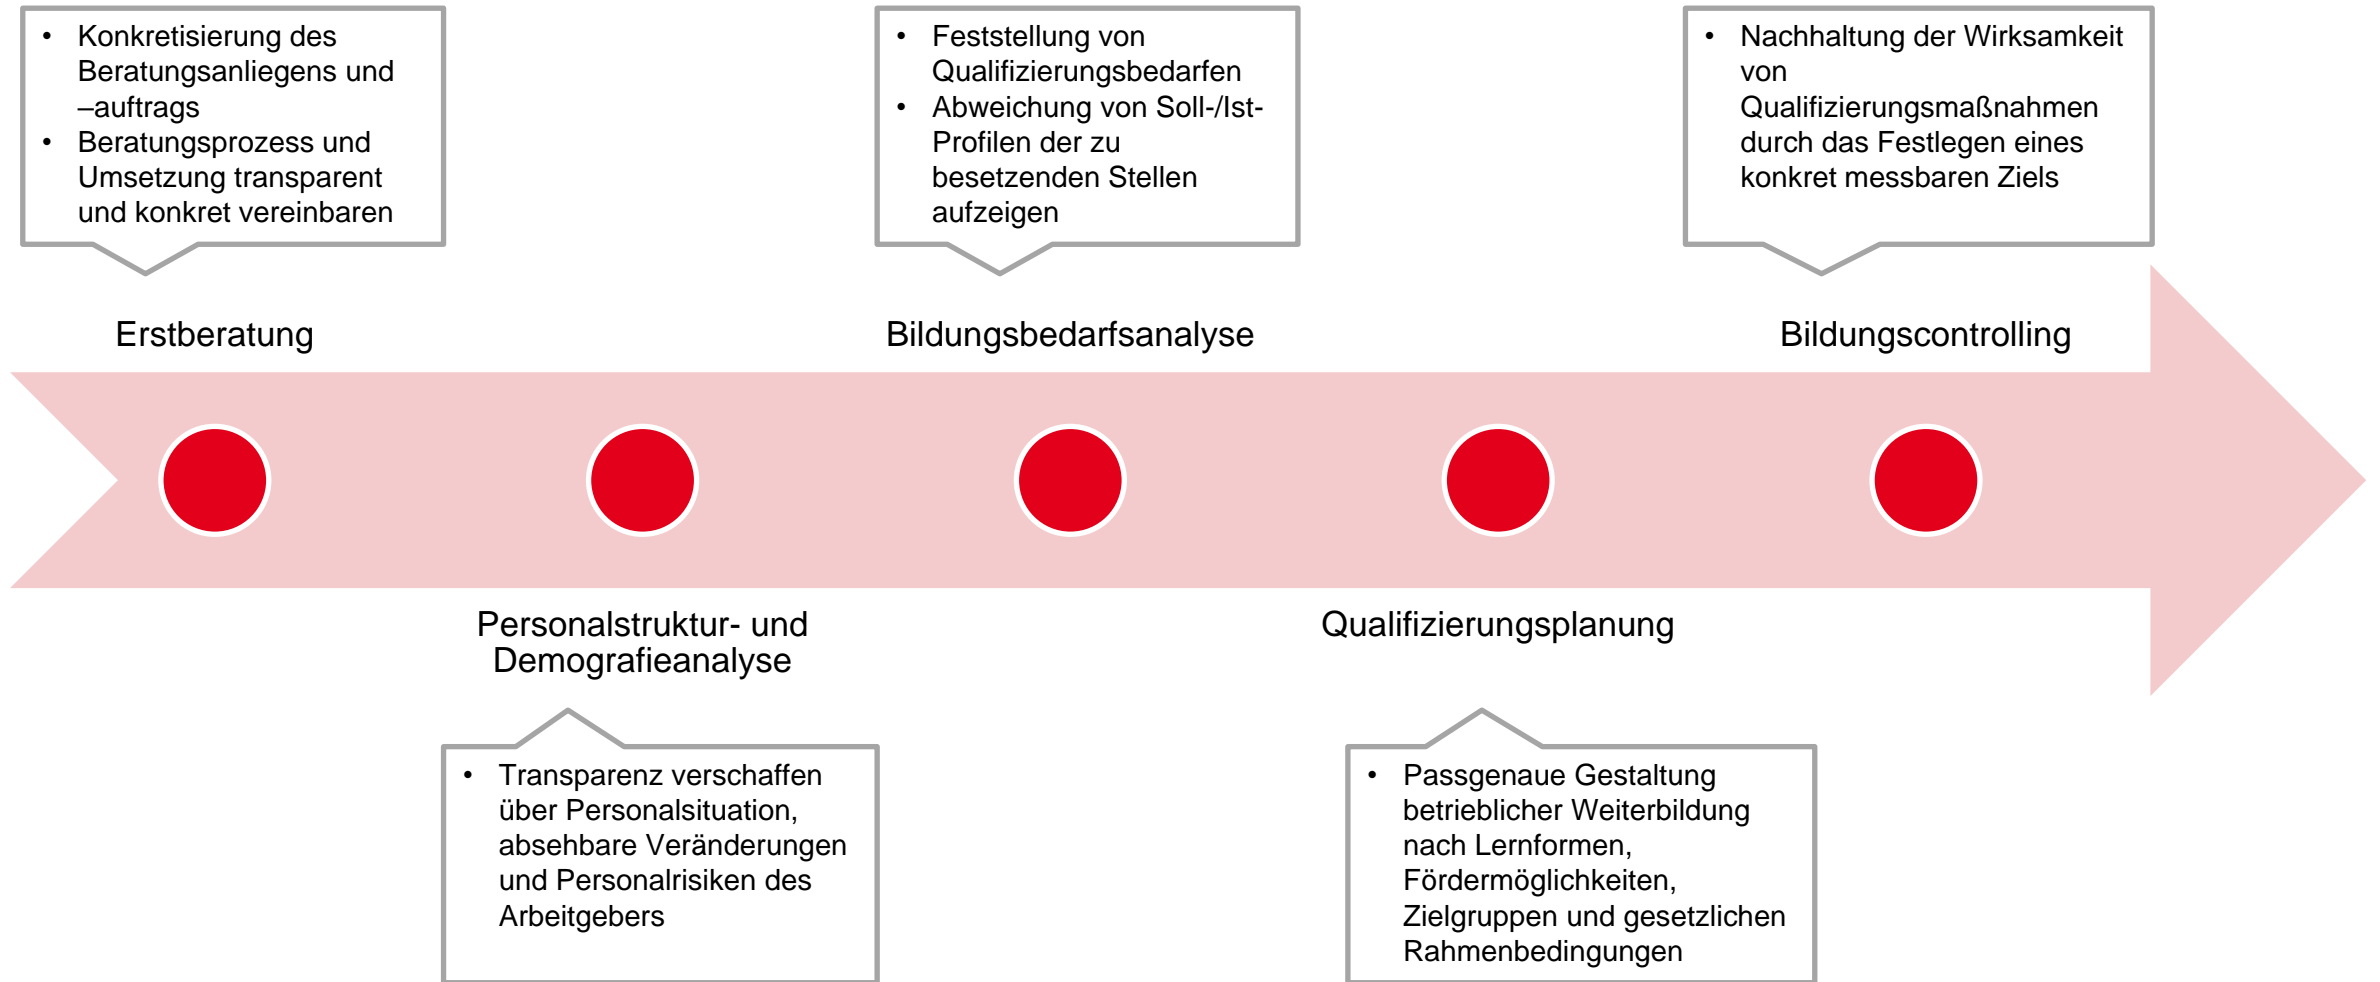 • Konkretisierung des
Beratungsanliegens und
–auftrags
• Beratungsprozess und
Umsetzung transparent
und konkret vereinbaren
Erstberatung
Personalstruktur- und
Demografieanalyse
• Transparenz verschaffen
über Personalsituation,
absehbare Veränderungen
und Personalrisiken des
Arbeitgebers
• Feststellung von
Qualifizierungsbedarfen
• Abweichung von Soll-/Ist-
Profilen der zu
besetzenden Stellen
aufzeigen
Bildungsbedarfsanalyse
Qualifizierungsplanung
• Passgenaue Gestaltung
betrieblicher Weiterbildung
nach Lernformen,
Fördermöglichkeiten,
Zielgruppen und gesetzlichen
Rahmenbedingungen
• Nachhaltung der Wirksamkeit
von
Qualifizierungsmaßnahmen
durch das Festlegen eines
konkret messbaren Ziels
Bildungscontrolling